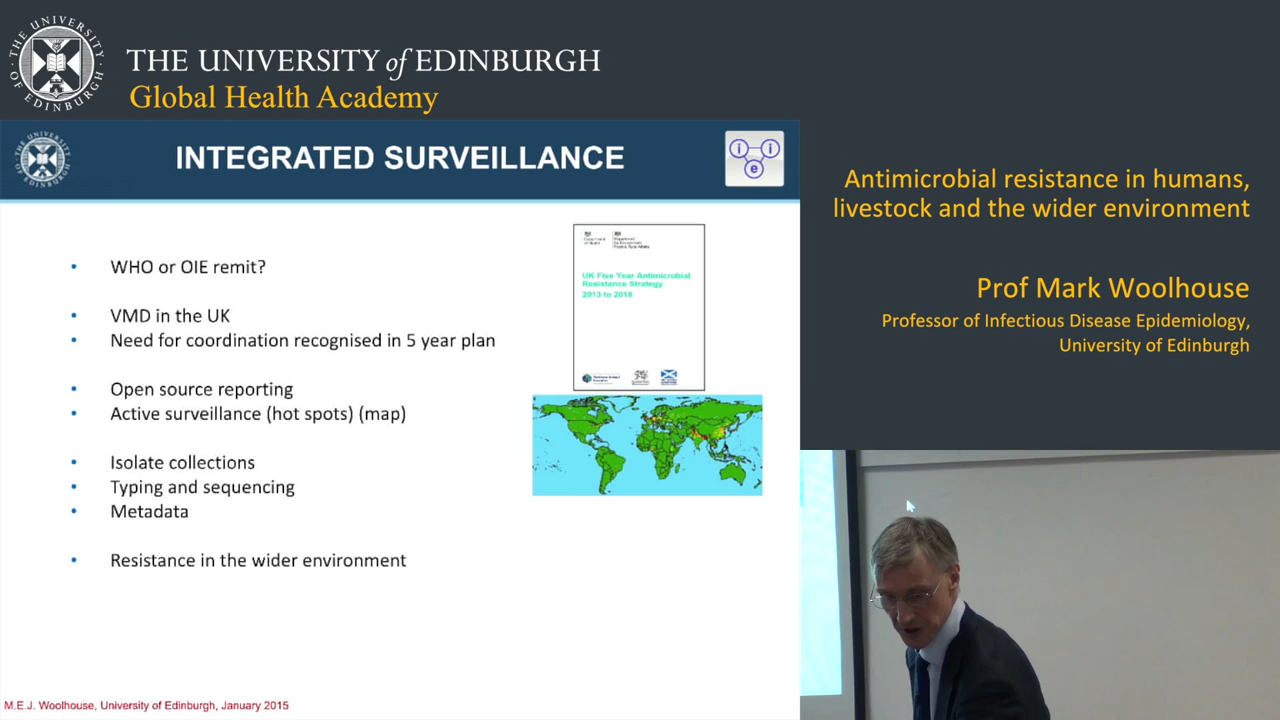 THE UNIVERSITY of EDINBURGH
Global Health Academy
INTEGRATED SURVEILLANCE
WHO or OIE remit?
VMD in the UK
Need for coordination recognised in 5 year plan
Open source reporting
Active surveillance (hot spots) (map)
Isolate collections
Typing and sequencing
Metadata
Resistance in the wider environment
UK Five Year Antimicrobial
Resistance Strategy
2013 to 2018
M.E.J. Woolhouse, University of Edinburgh, January 2015
Antimicrobial resistance in humans,
livestock and the wider environment
Prof Mark Woolhouse
Professor of Infectious Disease Epidemiology,
University of Edinburgh